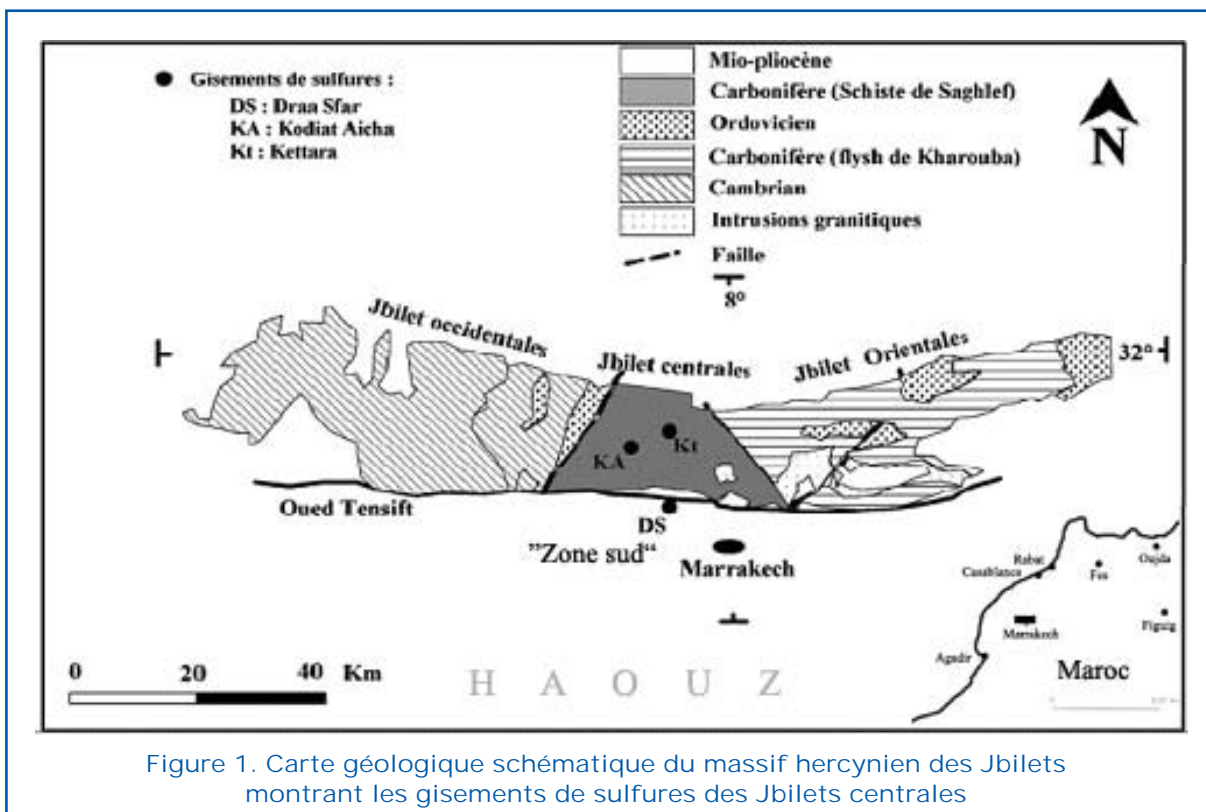 Gisements de sulfures :
DS : Draa Sfar
KA : Kodiat Aicha
Kt : Kettara
Mio-pliocène
Carbonifère (Schiste de Saghlef)
Ordovicien
Carbonifère (flysh de Kharouba)
Cambrian
Intrusions granitiques
Faille
N
8°
Jbilet occidentales
Jbilet centrales
Jbilet Orientales
32°
Kt
KA
Oued Tensift
DS
"Zone sud"
Marrakech
0 20 40 Km
H A O U Z
Rabat
Casablanca
Fes
Oujda
Marrakech
Figuig
Agadir
Maroc
Figure 1. Carte géologique schématique du massif hercynien des Jbilets
montrant les gisements de sulfures des Jbilets centrales